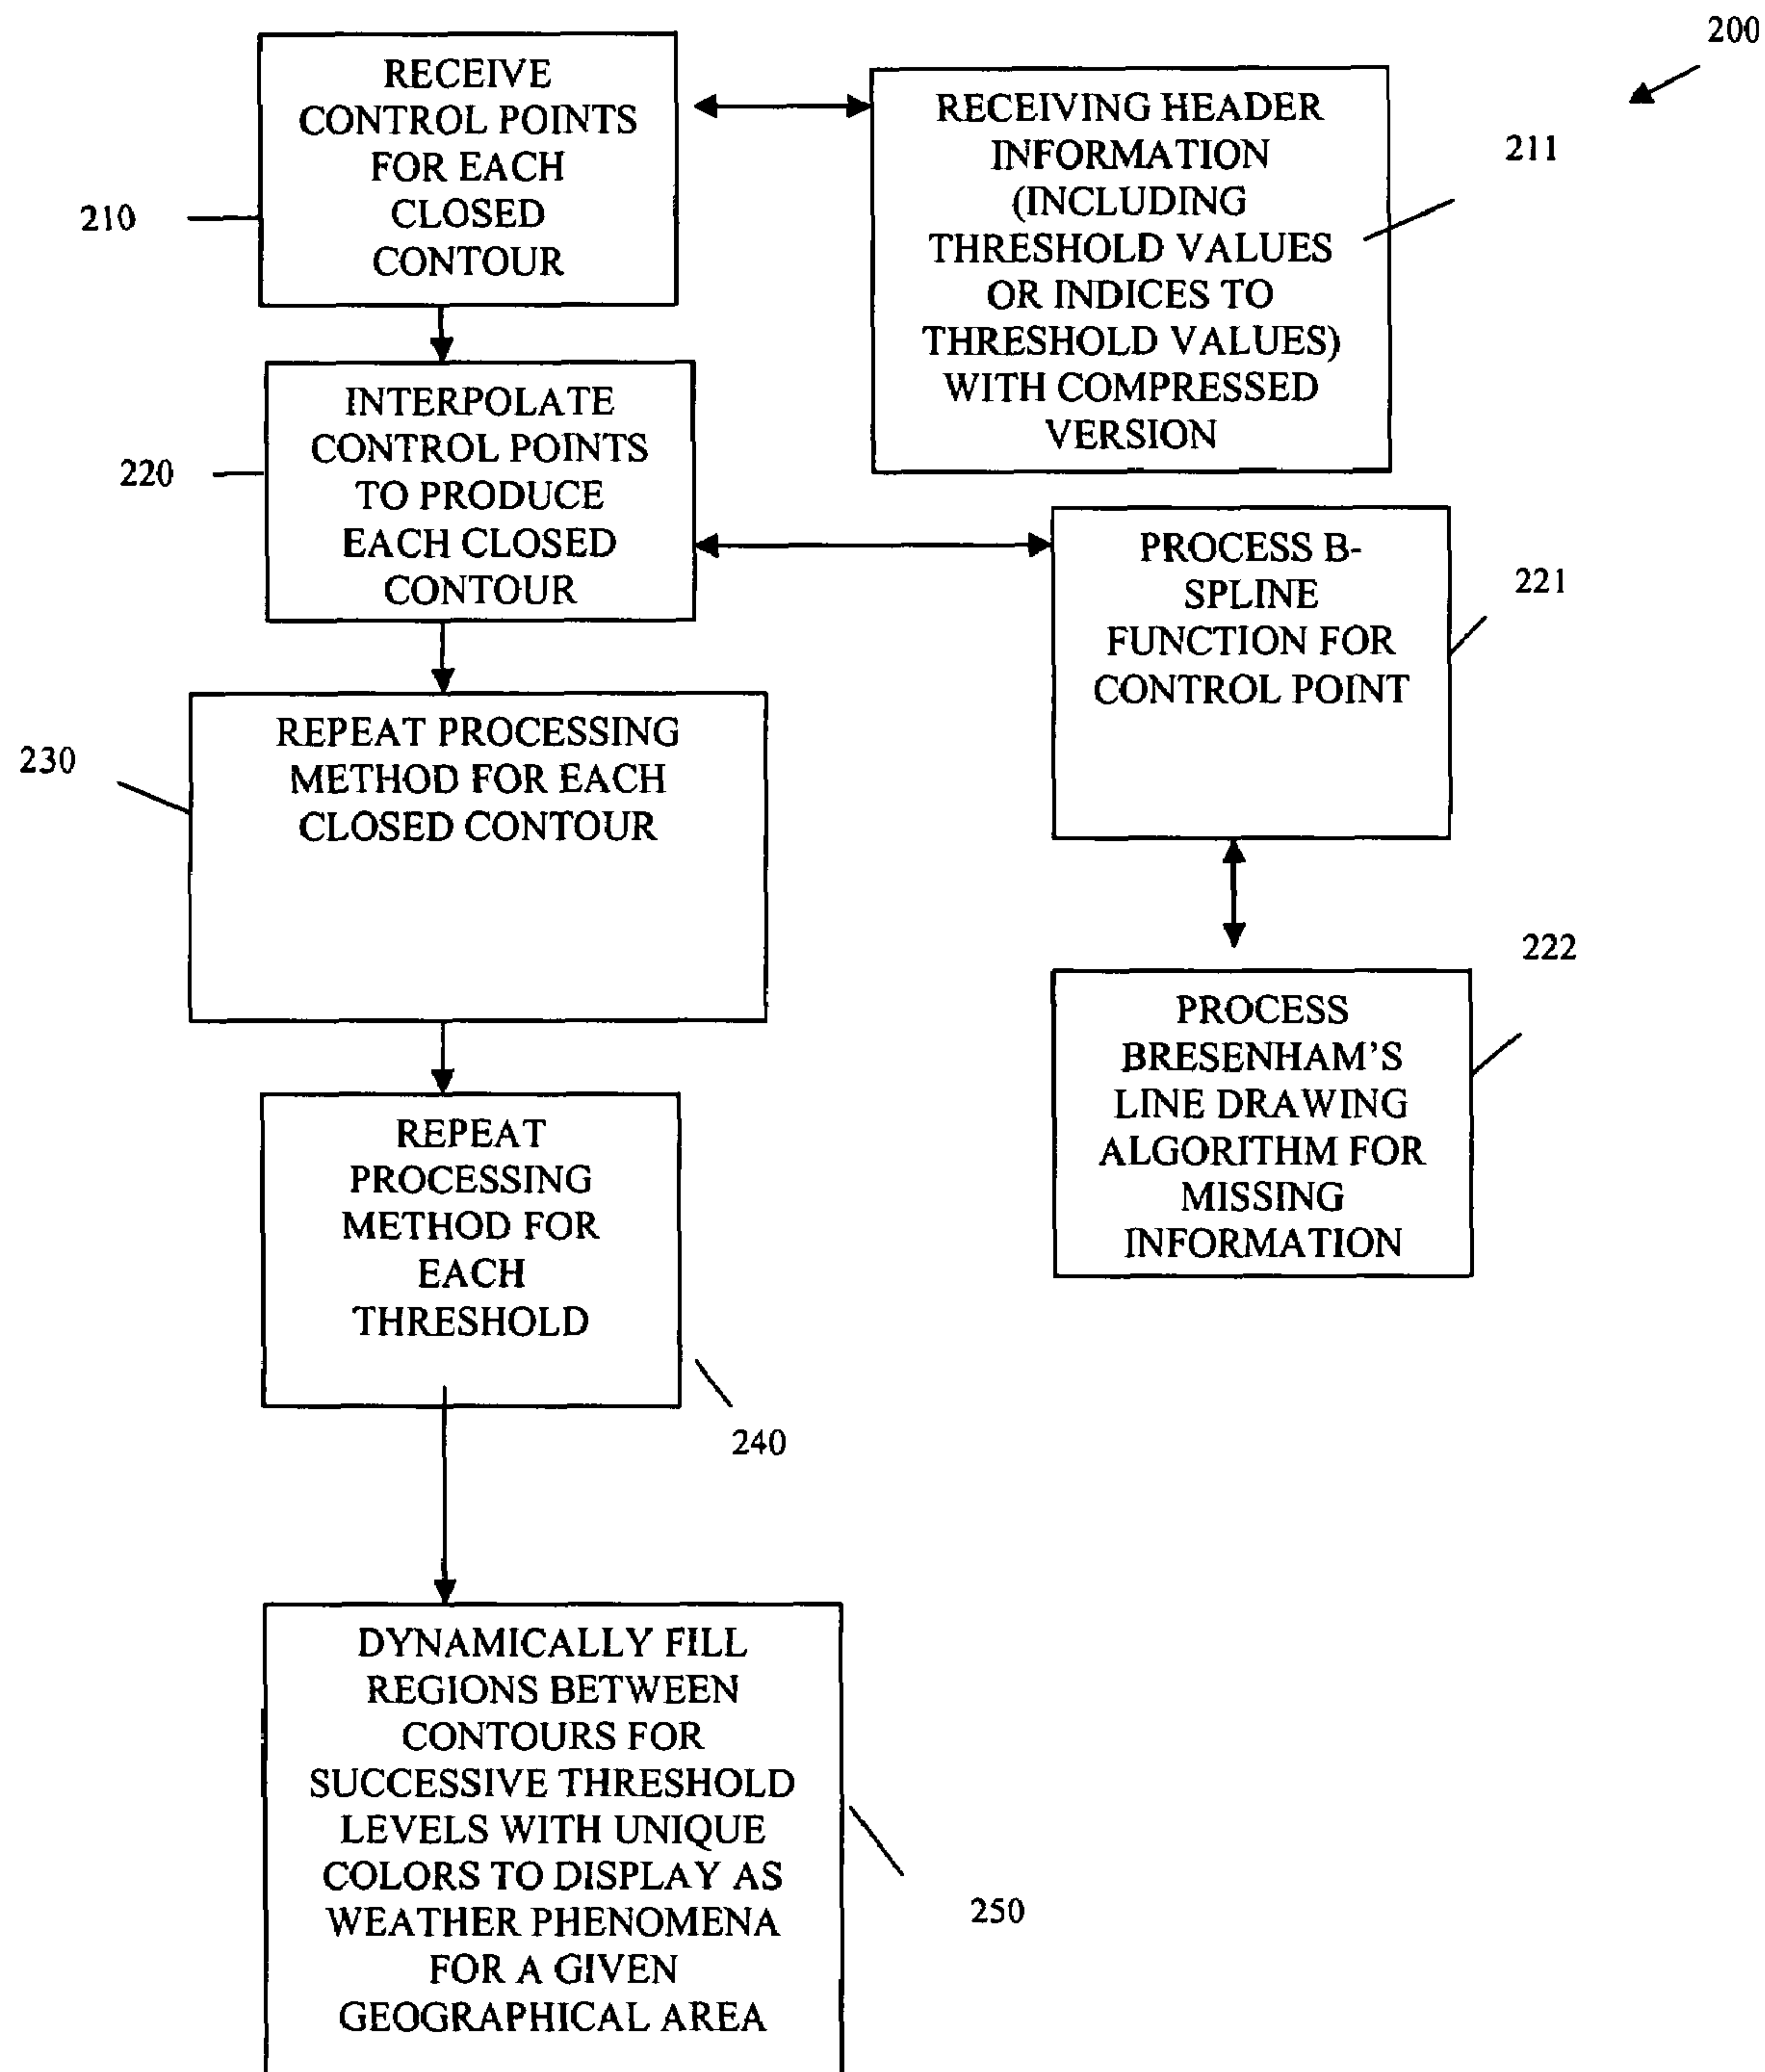 200
RECEIVE
CONTROL POINTS
FOR EACH
CLOSED
CONTOUR
210
RECEIVING HEADER
INFORMATION
(INCLUDING
THRESHOLD VALUES
OR INDICES TO
THRESHOLD VALUES)
WITH COMPRESSED
VERSION
211
INTERPOLATE
CONTROL POINTS
TO PRODUCE
EACH CLOSED
CONTOUR
220
PROCESS B-
SPLINE
FUNCTION FOR
CONTROL POINT
221
REPEAT PROCESSING
METHOD FOR EACH
CLOSED CONTOUR
230
PROCESS
BRESENHAM'S
LINE DRAWING
ALGORITHM FOR
MISSING
INFORMATION
222
REPEAT
PROCESSING
METHOD FOR
EACH
THRESHOLD
240
DYNAMICALLY FILL
REGIONS BETWEEN
CONTOURS FOR
SUCCESSIVE THRESHOLD
LEVELS WITH UNIQUE
COLORS TO DISPLAY AS
WEATHER PHENOMENA
FOR A GIVEN
GEOGRAPHICAL AREA
250